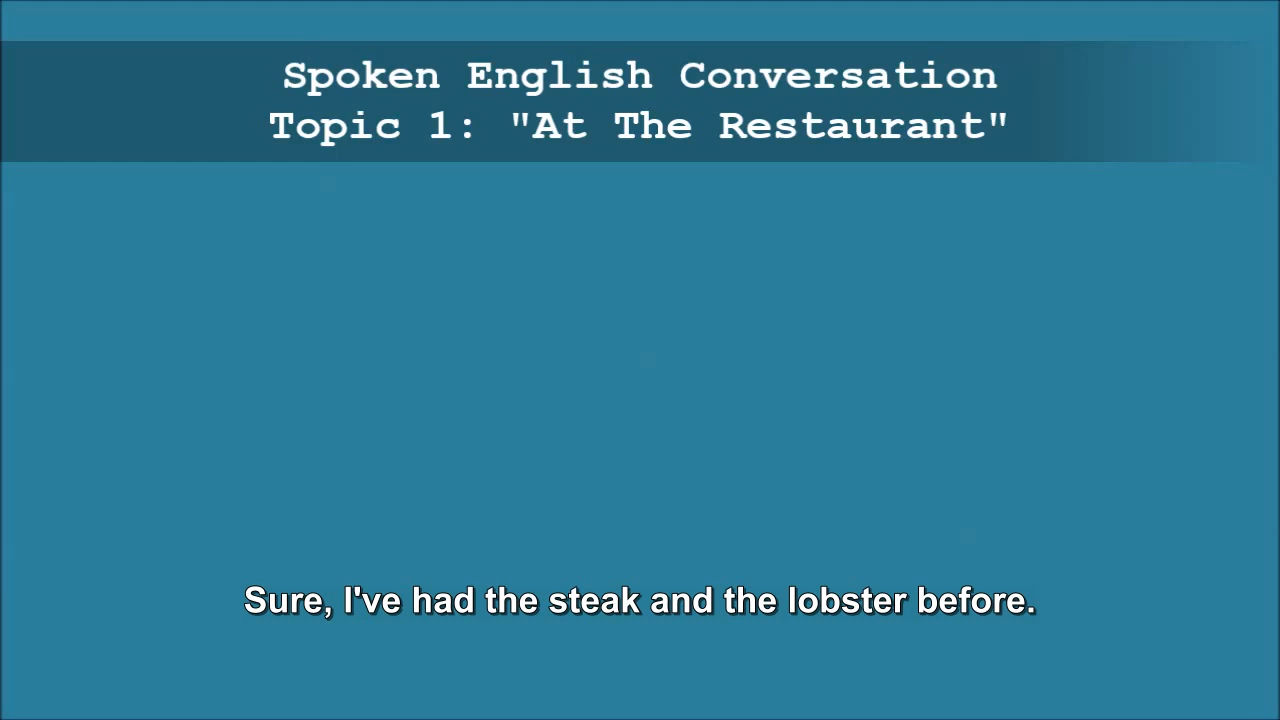 Spoken English Conversation
Topic 1: "At The Restaurant"
Sure, I've had the steak and the lobster before.